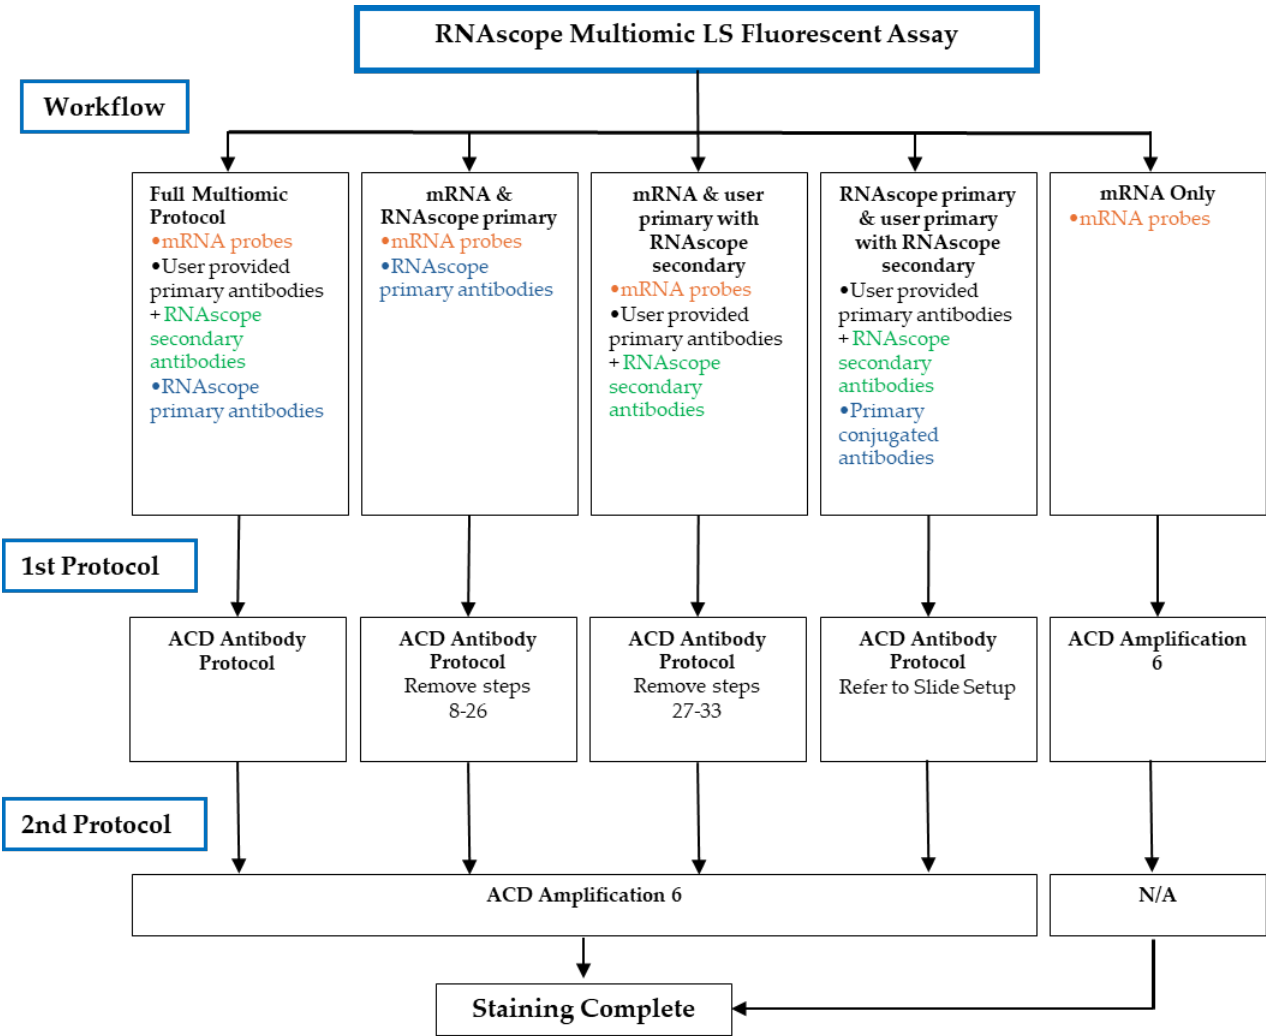 RNAscope Multiomic LS Fluorescent Assay
Workflow
Full Multiomic
Protocol
•mRNA probes
•User provided
primary antibodies
+ RNAscope
secondary
antibodies
•RNAscope
primary antibodies
mRNA &
RNAscope primary
•mRNA probes
•RNAscope
primary antibodies
mRNA & user
primary with
RNAscope
secondary
•mRNA probes
•User provided
primary antibodies
+ RNAscope
secondary
antibodies
RNAscope primary
& user primary
with RNAscope
secondary
•User provided
primary antibodies
+ RNAscope
secondary
antibodies
•Primary
conjugated
antibodies
mRNA Only
•mRNA probes
1st Protocol
ACD Antibody
Protocol
ACD Antibody
Protocol
Remove steps
8-26
ACD Antibody
Protocol
Remove steps
27-33
ACD Antibody
Protocol
Refer to Slide Setup
ACD Amplification
6
2nd Protocol
ACD Amplification 6
N/A
Staining Complete